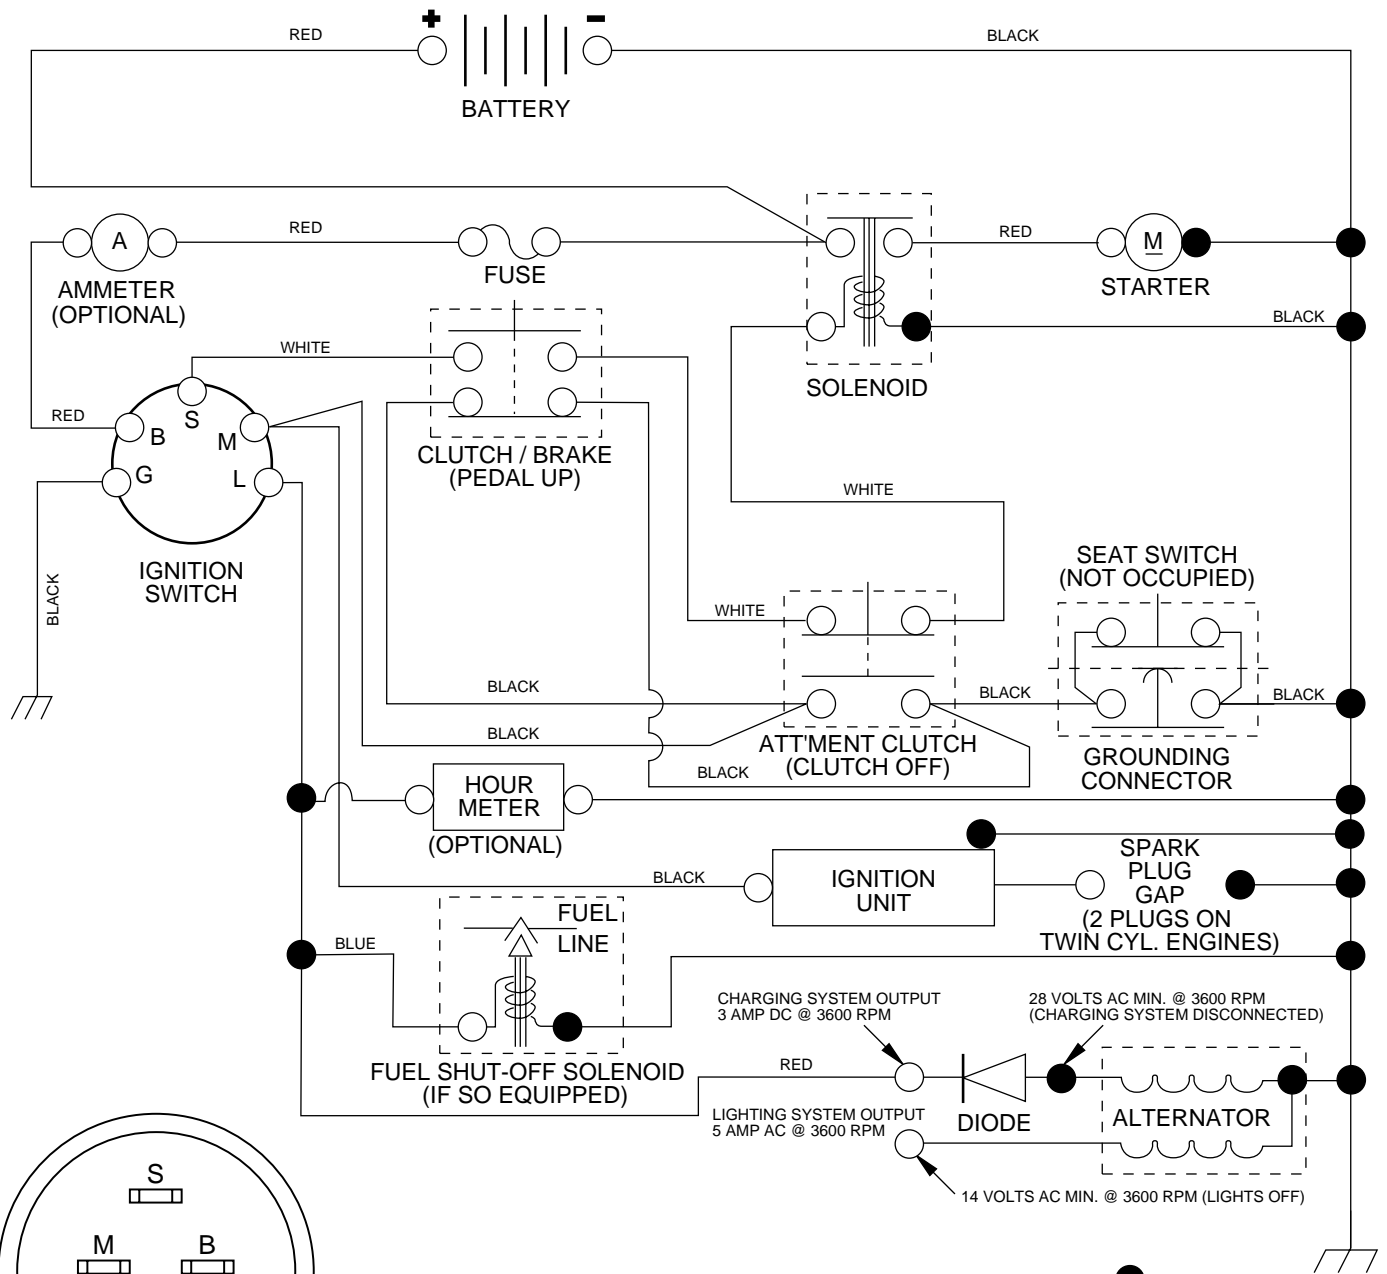 + −
RED
BLACK
BATTERY
RED
A
FUSE
RED
M
STARTER
AMMETER
(OPTIONAL)
BLACK
WHITE
SOLENOID
RED
S
B
M
G
L
CLUTCH / BRAKE
(PEDAL UP)
WHITE
IGNITION
SWITCH
BLACK
SEAT SWITCH
(NOT OCCUPIED)
WHITE
BLACK
BLACK
BLACK
BLACK
ATT'MENT CLUTCH
(CLUTCH OFF)
BLACK
GROUNDING
CONNECTOR
HOUR
METER
(OPTIONAL)
BLACK
IGNITION
UNIT
SPARK
PLUG
GAP
(2 PLUGS ON
TWIN CYL. ENGINES)
FUEL
LINE
BLUE
CHARGING SYSTEM OUTPUT
3 AMP DC @ 3600 RPM
28 VOLTS AC MIN. @ 3600 RPM
(CHARGING SYSTEM DISCONNECTED)
FUEL SHUT-OFF SOLENOID
(IF SO EQUIPPED)
RED
LIGHTING SYSTEM OUTPUT
5 AMP AC @ 3600 RPM
DIODE
ALTERNATOR
14 VOLTS AC MIN. @ 3600 RPM (LIGHTS OFF)
S
M
B